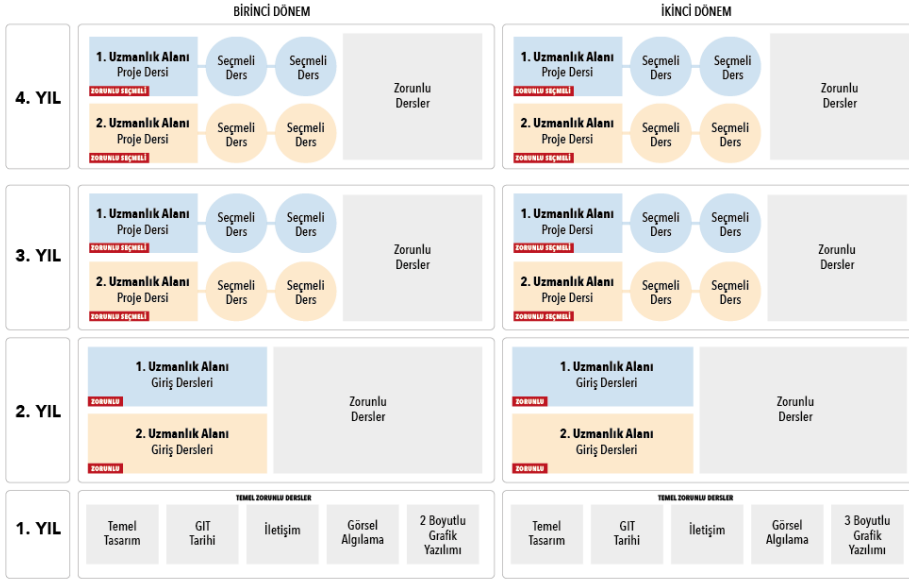 BİRİNCİ DÖNEM
İKİNCİ DÖNEM
4. YIL
1. Uzmanlık Alanı
Proje Dersi
ZORUNLU SEÇMELİ
Seçmeli
Ders
Seçmeli
Ders
2. Uzmanlık Alanı
Proje Dersi
ZORUNLU SEÇMELİ
Seçmeli
Ders
Seçmeli
Ders
Zorunlu
Dersler
1. Uzmanlık Alanı
Proje Dersi
ZORUNLU SEÇMELİ
Seçmeli
Ders
Seçmeli
Ders
2. Uzmanlık Alanı
Proje Dersi
ZORUNLU SEÇMELİ
Seçmeli
Ders
Seçmeli
Ders
Zorunlu
Dersler
3. YIL
1. Uzmanlık Alanı
Proje Dersi
ZORUNLU SEÇMELİ
Seçmeli
Ders
Seçmeli
Ders
2. Uzmanlık Alanı
Proje Dersi
ZORUNLU SEÇMELİ
Seçmeli
Ders
Seçmeli
Ders
Zorunlu
Dersler
1. Uzmanlık Alanı
Proje Dersi
ZORUNLU SEÇMELİ
Seçmeli
Ders
Seçmeli
Ders
2. Uzmanlık Alanı
Proje Dersi
ZORUNLU SEÇMELİ
Seçmeli
Ders
Seçmeli
Ders
Zorunlu
Dersler
2. YIL
1. Uzmanlık Alanı
Giriş Dersleri
ZORUNLU
2. Uzmanlık Alanı
Giriş Dersleri
ZORUNLU
Zorunlu
Dersler
1. Uzmanlık Alanı
Giriş Dersleri
ZORUNLU
2. Uzmanlık Alanı
Giriş Dersleri
ZORUNLU
Zorunlu
Dersler
1. YIL
TEMEL ZORUNLU DERSLER
Temel
Tasarım
GIT
Tarihi
İletişim
Görsel
Algılama
2 Boyutlu
Grafik
Yazılımı
TEMEL ZORUNLU DERSLER
Temel
Tasarım
GIT
Tarihi
İletişim
Görsel
Algılama
3 Boyutlu
Grafik
Yazılımı